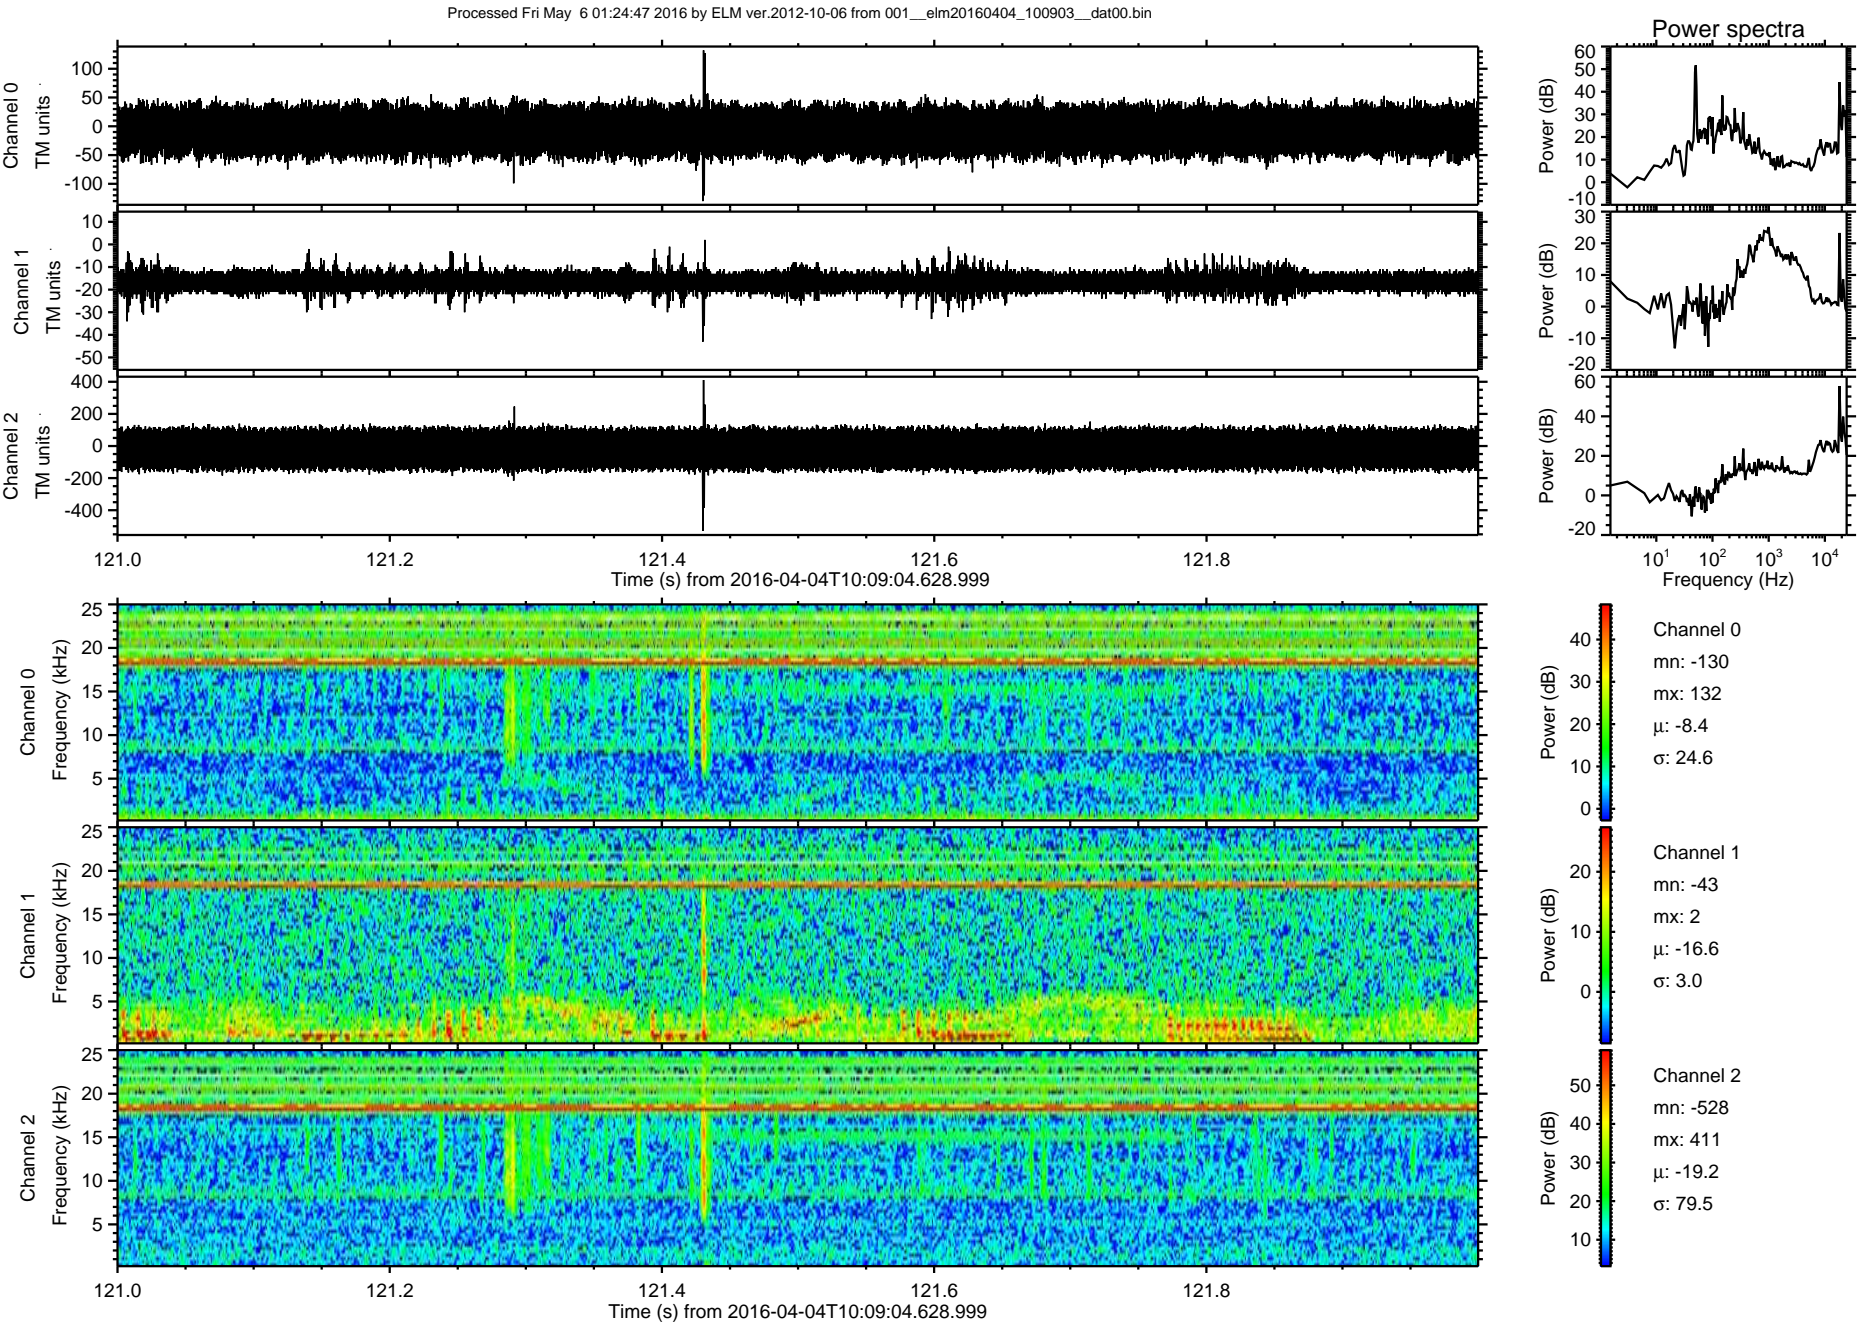 Processed Fri May  6 01:24:47 2016 by ELM ver.2012-10-06 from 001__elm20160404_100903__dat00.bin
Power spectra
Channel 0
TM units
100
50
0
-50
-100
Power (dB)
60
50
40
30
20
10
0
-10
Channel 1
TM units
10
0
-10
-20
-30
-40
-50
Power (dB)
30
20
10
0
-10
-20
Channel 2
TM units
400
200
0
-200
-400
Power (dB)
60
40
20
0
-20
121.0
121.2
121.4
121.6
121.8
Time (s) from 2016-04-04T10:09:04.628.999
10¹
10²
10³
10⁴
Frequency (Hz)
Channel 0
Frequency (kHz)
25
20
15
10
5
Power (dB)
40
30
20
10
0
Channel 0
mn: -130
mx: 132
μ: -8.4
σ: 24.6
Channel 1
Frequency (kHz)
25
20
15
10
5
Power (dB)
20
10
0
Channel 1
mn: -43
mx: 2
μ: -16.6
σ: 3.0
Channel 2
Frequency (kHz)
25
20
15
10
5
Power (dB)
50
40
30
20
10
Channel 2
mn: -528
mx: 411
μ: -19.2
σ: 79.5
121.0
121.2
121.4
121.6
121.8
Time (s) from 2016-04-04T10:09:04.628.999